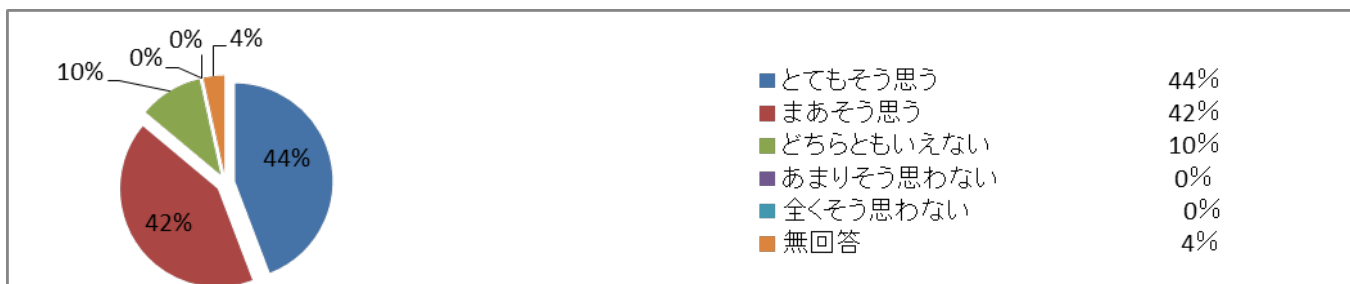 0%
4%
0%
10%
44%
42%
とてもそう思う 44%
まあそう思う 42%
どちらともいえない 10%
あまりそう思わない 0%
全くそう思わない 0%
無回答 4%